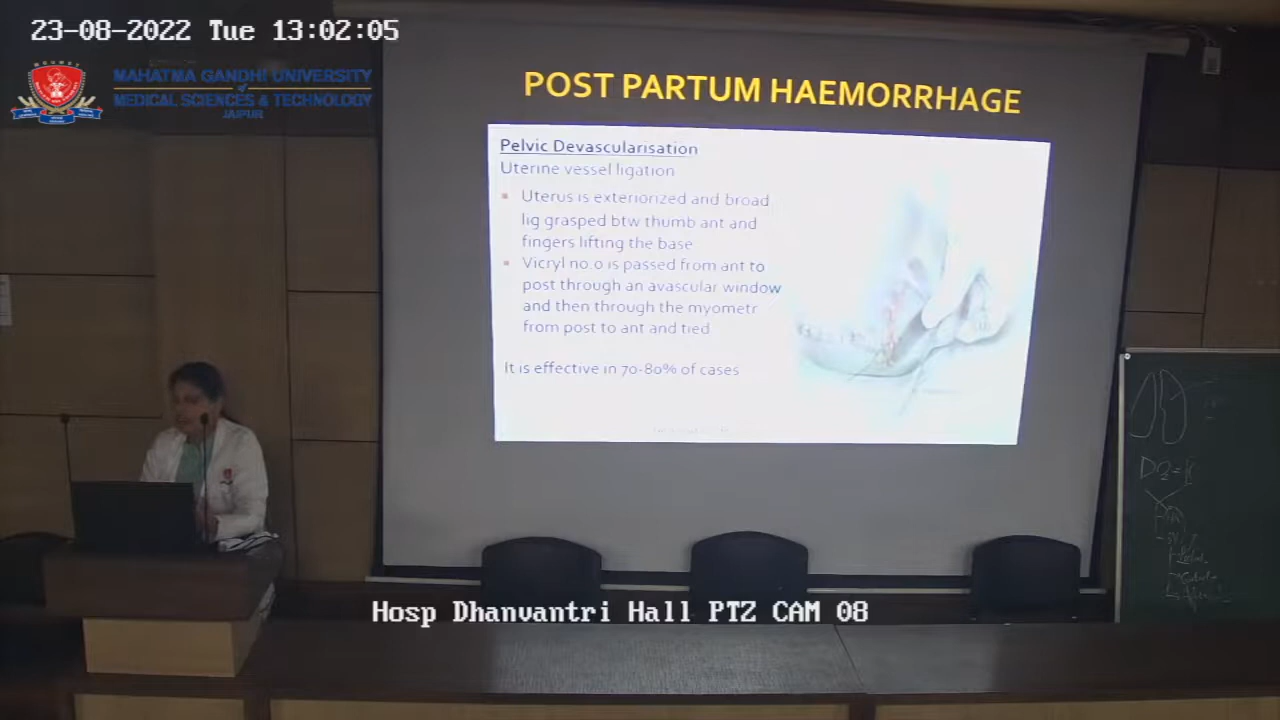 23-08-2022 Tue 13:02:05
MAHATMA GANDHI UNIVERSITY
of
MEDICAL SCIENCES & TECHNOLOGY
JAIPUR
POST PARTUM HAEMORRHAGE
Pelvic Devascularisation
Uterine vessel ligation
Uterus is exteriorized and broad
lig grasped btw thumb ant and
fingers lifting the base
Vicryl no.0 is passed from ant to
post through an avascular window
and then through the myometr
from post to ant and tied
It is effective in 70-80% of cases
Hosp Dhanvantri Hall PTZ CAM 08